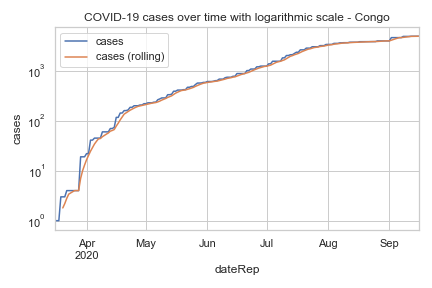 COVID-19 cases over time with logarithmic scale - Congo
cases
cases (rolling)
10³
10²
10¹
10⁰
cases
Apr May Jun Jul Aug Sep
2020
dateRep